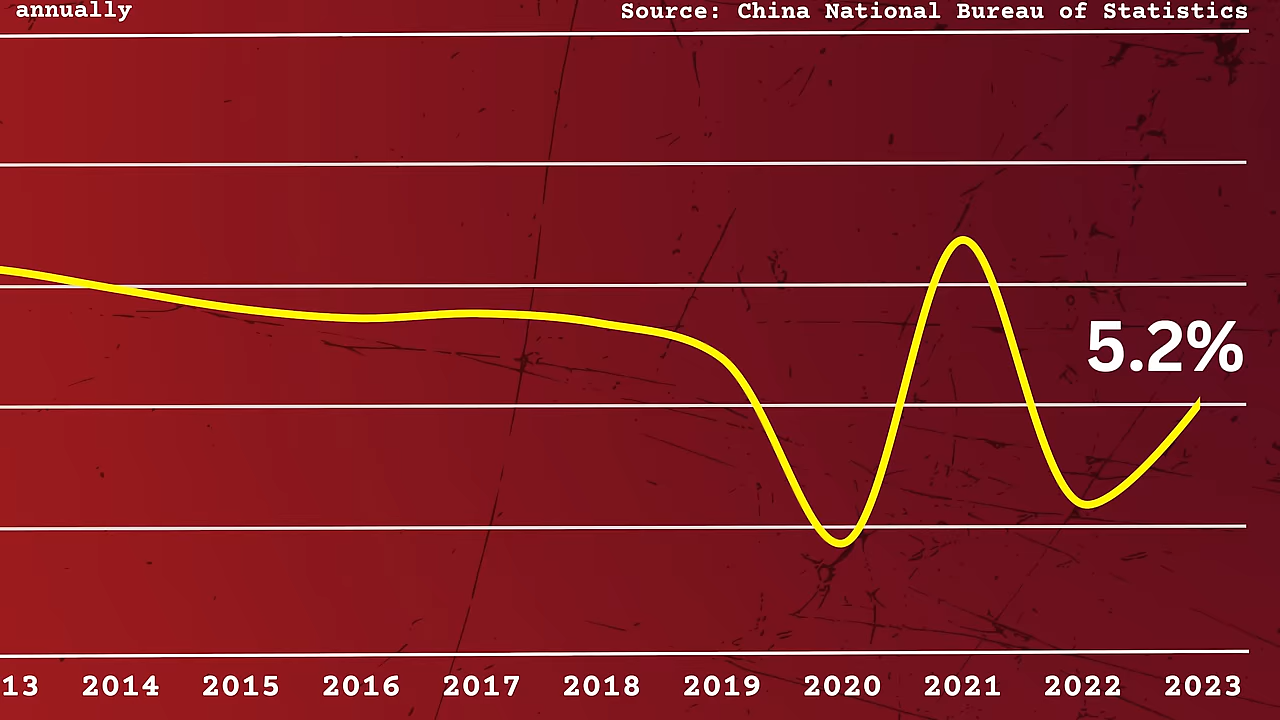 annually
Source: China National Bureau of Statistics
5.2%
13 2014 2015 2016 2017 2018 2019 2020 2021 2022 2023